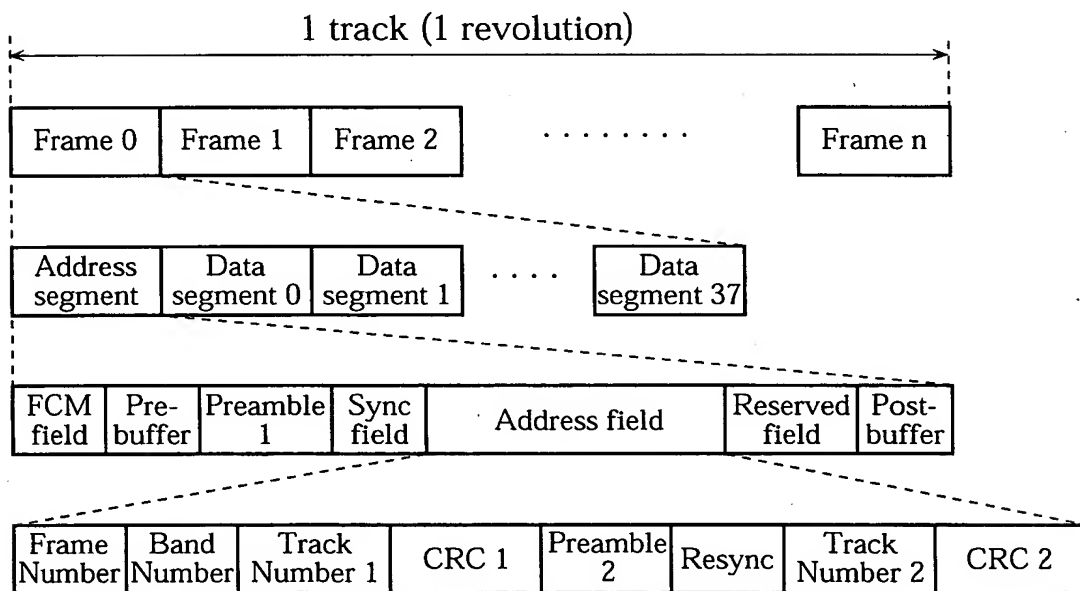 1 track (1 revolution)
Frame 0 Frame 1 Frame 2 ........ Frame n
Address segment Data segment 0 Data segment 1 .... Data segment 37
FCM field Pre-buffer Preamble 1 Sync field Address field Reserved field Post-buffer
Frame Number Band Number Track Number 1 CRC 1 Preamble 2 Resync Track Number 2 CRC 2